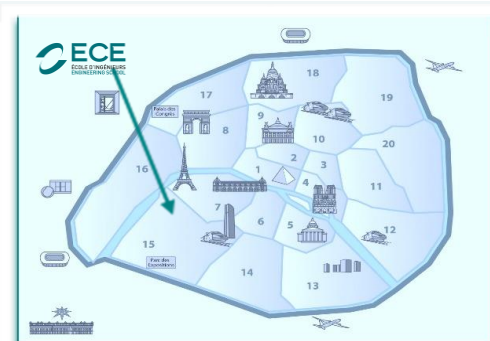 ECE
ÉCOLE D'INGÉNIEURS
ENGINEERING SCHOOL
18
17
19
Palais des
Congrès
9
8
10
20
2
3
16
1
4
11
7
6
5
12
15
Parc des
Expositions
14
13